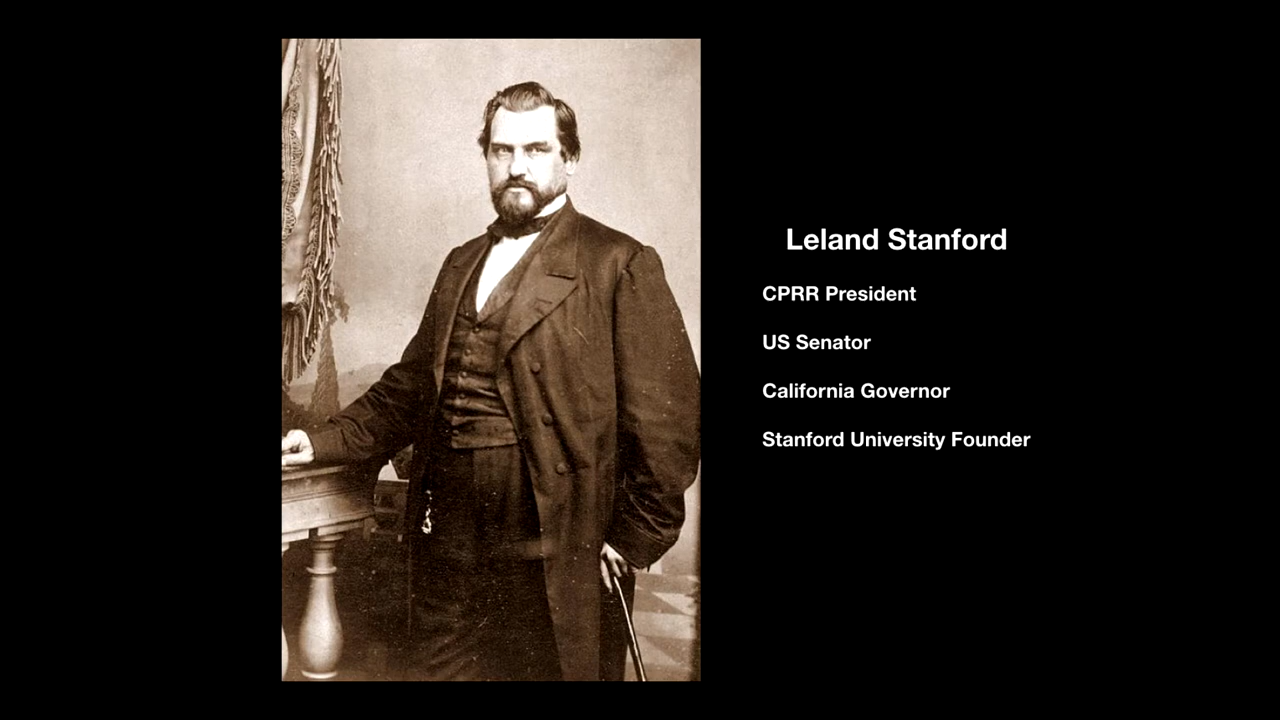 Leland Stanford
CPRR President
US Senator
California Governor
Stanford University Founder